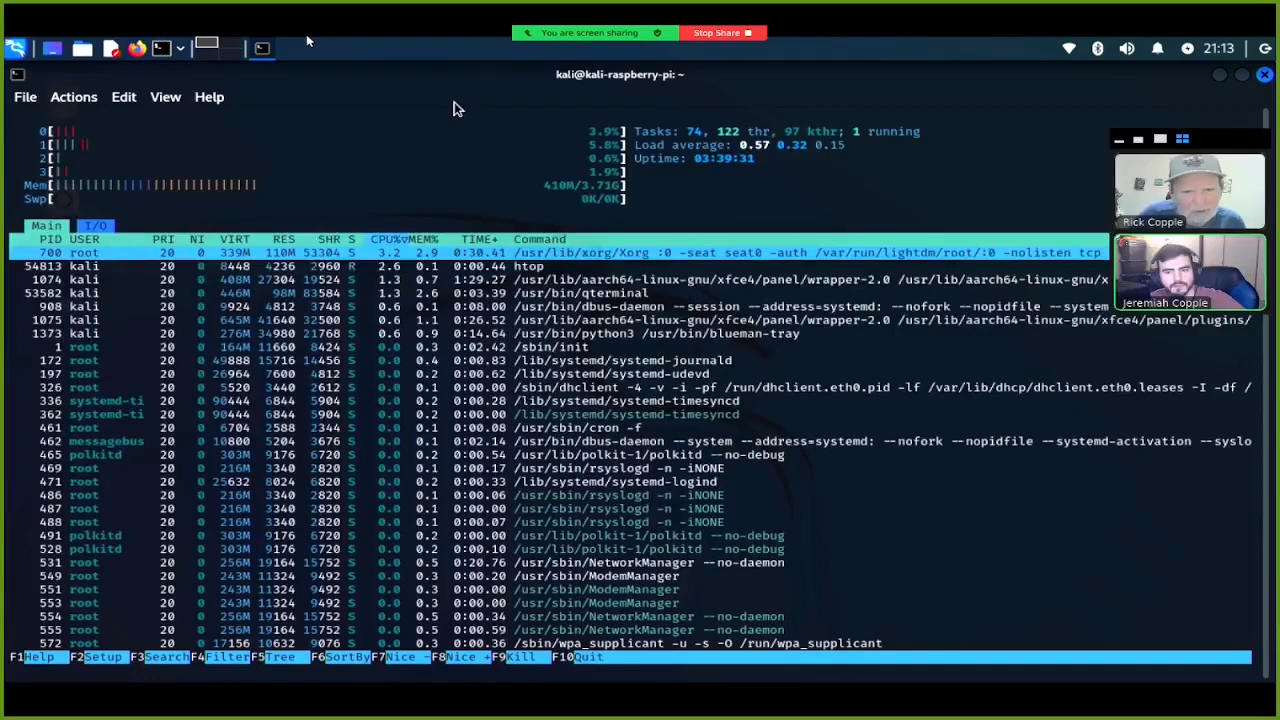 You are screen sharing Stop Share
21:13
kali@kali-raspberry-pi: ~
File Actions Edit View Help
0[||| 3.9%] Tasks: 74, 122 thr, 97 kthr; 1 running
1[||||| 5.8%] Load average: 0.57 0.32 0.15
2[| 0.6%] Uptime: 03:39:31
3[|| 1.9%]
Mem[|||||||||||||||||||||||||| 410M/3.71G]
Swp[ 0K/0K]
Main I/O
PID USER PRI NI VIRT RES SHR S CPU%▽MEM% TIME+ Command
700 root 20 0 339M 110M 53304 S 3.2 2.9 0:30.41 /usr/lib/xorg/Xorg :0 -seat seat0 -auth /var/run/lightdm/root/:0 -nolisten tcp
54813 kali 20 0 8448 4236 2960 R 2.6 0.1 0:00.44 htop
1074 kali 20 0 408M 27304 19524 S 1.3 0.7 1:29.27 /usr/lib/aarch64-linux-gnu/xfce4/panel/wrapper-2.0 /usr/lib/aarch64-linux-gnu/x
53582 kali 20 0 446M 98M 83584 S 1.3 2.6 0:03.39 /usr/bin/qterminal
908 kali 20 0 9924 4812 3748 S 0.6 0.1 0:06.09 /usr/bin/dbus-daemon --session --address=systemd: --nofork --nopidfile --system
1075 kali 20 0 645M 41640 32500 S 0.6 1.1 0:26.52 /usr/lib/aarch64-linux-gnu/xfce4/panel/wrapper-2.0 /usr/lib/aarch64-linux-gnu/xfce4/panel/plugins/
1373 kali 20 0 276M 34980 21768 S 0.6 0.9 0:14.64 /usr/bin/python3 /usr/bin/blueman-tray
1 root 20 0 164M 11660 8424 S 0.0 0.3 0:02.42 /sbin/init
172 root 20 0 49888 15716 14456 S 0.0 0.4 0:00.83 /lib/systemd/systemd-journald
197 root 20 0 26964 7600 4812 S 0.0 0.2 0:00.62 /lib/systemd/systemd-udevd
326 root 20 0 5520 3440 2612 S 0.0 0.1 0:00.00 /sbin/dhclient -4 -v -i -pf /run/dhclient.eth0.pid -lf /var/lib/dhcp/dhclient.eth0.leases -I -df /
336 systemd-ti 20 0 90444 6844 5904 S 0.0 0.2 0:00.28 /lib/systemd/systemd-timesyncd
362 systemd-ti 20 0 90444 6844 5904 S 0.0 0.2 0:00.00 /lib/systemd/systemd-timesyncd
461 root 20 0 6704 2588 2344 S 0.0 0.1 0:00.08 /usr/sbin/cron -f
462 messagebus 20 0 10800 5204 3676 S 0.0 0.1 0:02.14 /usr/bin/dbus-daemon --system --address=systemd: --nofork --nopidfile --systemd-activation --syslo
465 polkitd 20 0 303M 9176 6720 S 0.0 0.2 0:00.54 /usr/lib/polkit-1/polkitd --no-debug
469 root 20 0 216M 3340 2820 S 0.0 0.1 0:00.17 /usr/sbin/rsyslogd -n -iNONE
471 root 20 0 25632 8024 6880 S 0.0 0.2 0:00.33 /lib/systemd/systemd-logind
486 root 20 0 216M 3340 2820 S 0.0 0.1 0:00.06 /usr/sbin/rsyslogd -n -iNONE
487 root 20 0 216M 3340 2820 S 0.0 0.1 0:00.00 /usr/sbin/rsyslogd -n -iNONE
488 root 20 0 216M 3340 2820 S 0.0 0.1 0:00.07 /usr/sbin/rsyslogd -n -iNONE
491 polkitd 20 0 303M 9176 6720 S 0.0 0.2 0:00.00 /usr/lib/polkit-1/polkitd --no-debug
528 polkitd 20 0 303M 9176 6720 S 0.0 0.2 0:00.10 /usr/lib/polkit-1/polkitd --no-debug
531 root 20 0 256M 19164 15752 S 0.0 0.5 0:20.76 /usr/sbin/NetworkManager --no-daemon
549 root 20 0 243M 11324 9492 S 0.0 0.3 0:00.20 /usr/sbin/ModemManager
551 root 20 0 243M 11324 9492 S 0.0 0.3 0:00.00 /usr/sbin/ModemManager
553 root 20 0 243M 11324 9492 S 0.0 0.3 0:00.04 /usr/sbin/ModemManager
554 root 20 0 256M 19164 15752 S 0.0 0.5 0:00.34 /usr/sbin/NetworkManager --no-daemon
555 root 20 0 256M 19164 15752 S 0.0 0.5 0:00.59 /usr/sbin/NetworkManager --no-daemon
572 root 20 0 17156 10632 9076 S 0.0 0.3 0:00.36 /sbin/wpa_supplicant -u -s -O /run/wpa_supplicant
F1Help F2Setup F3Search F4Filter F5Tree F6SortBy F7Nice -F8Nice +F9Kill F10Quit
Rick Copple
Jeremiah Copple